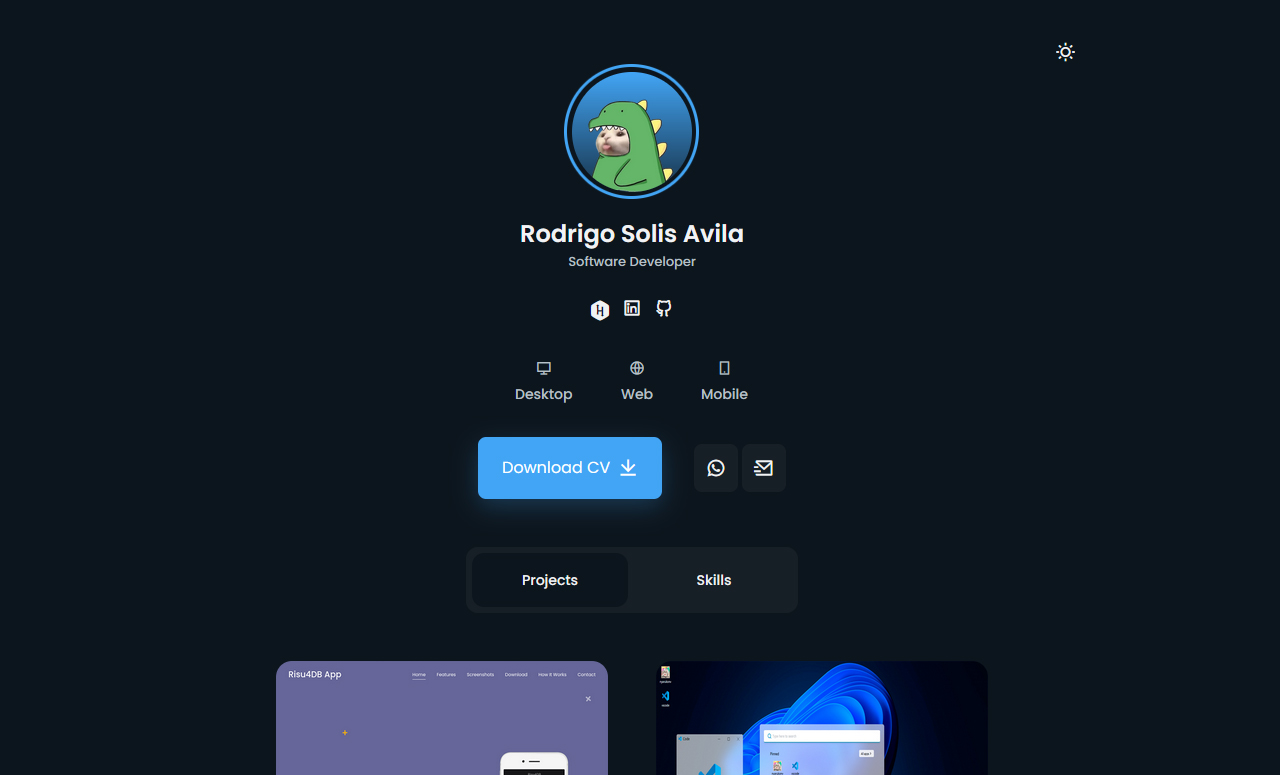 Rodrigo Solis Avila
Software Developer
Desktop
Web
Mobile
Download CV
Projects
Skills
Risu4DB App
Home
Features
Screenshots
Download
How It Works
Contact